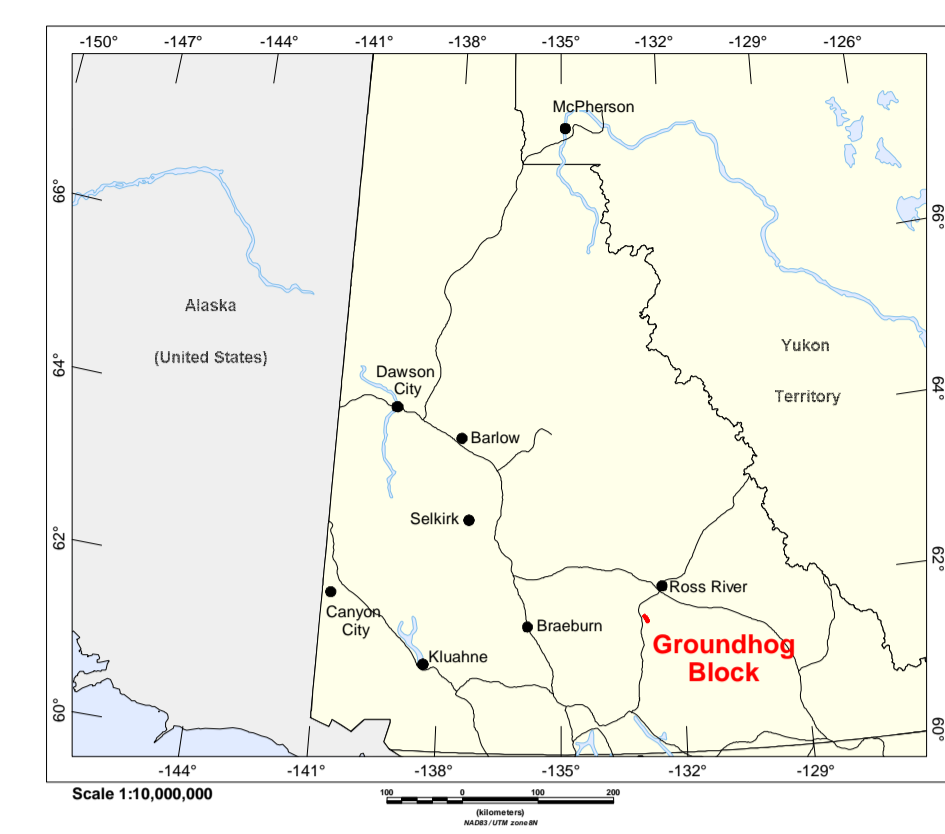 -150° -147° -144° -141° -138° -135° -132° -129° -126°
McPherson
66°
66°
Alaska
(United States)
Yukon
Territory
64°
64°
Dawson
City
Barlow
Selkirk
62°
62°
Ross River
Canyon
City
Braeburn
Groundhog
Block
Kluahne
60°
60°
-144° -141° -138° -135° -132° -129°
Scale 1:10,000,000
100 0 100 200
(kilometers)
NAD83 / UTM zone 8N